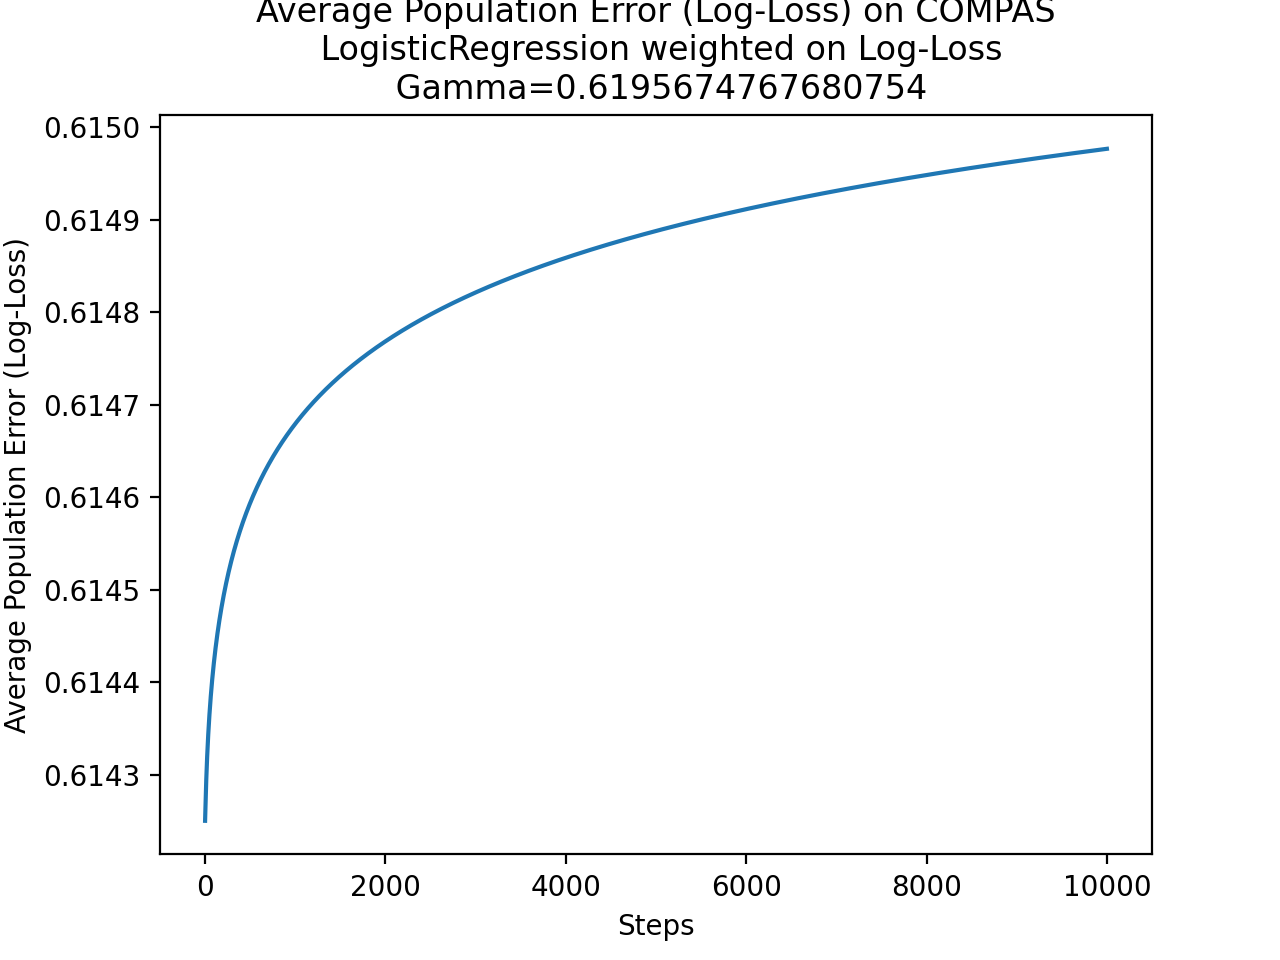 Average Population Error (Log-Loss) on COMPAS
LogisticRegression weighted on Log-Loss
Gamma=0.6195674767680754
0.6150
0.6149
0.6148
0.6147
0.6146
0.6145
0.6144
0.6143
Average Population Error (Log-Loss)
0 2000 4000 6000 8000 10000
Steps